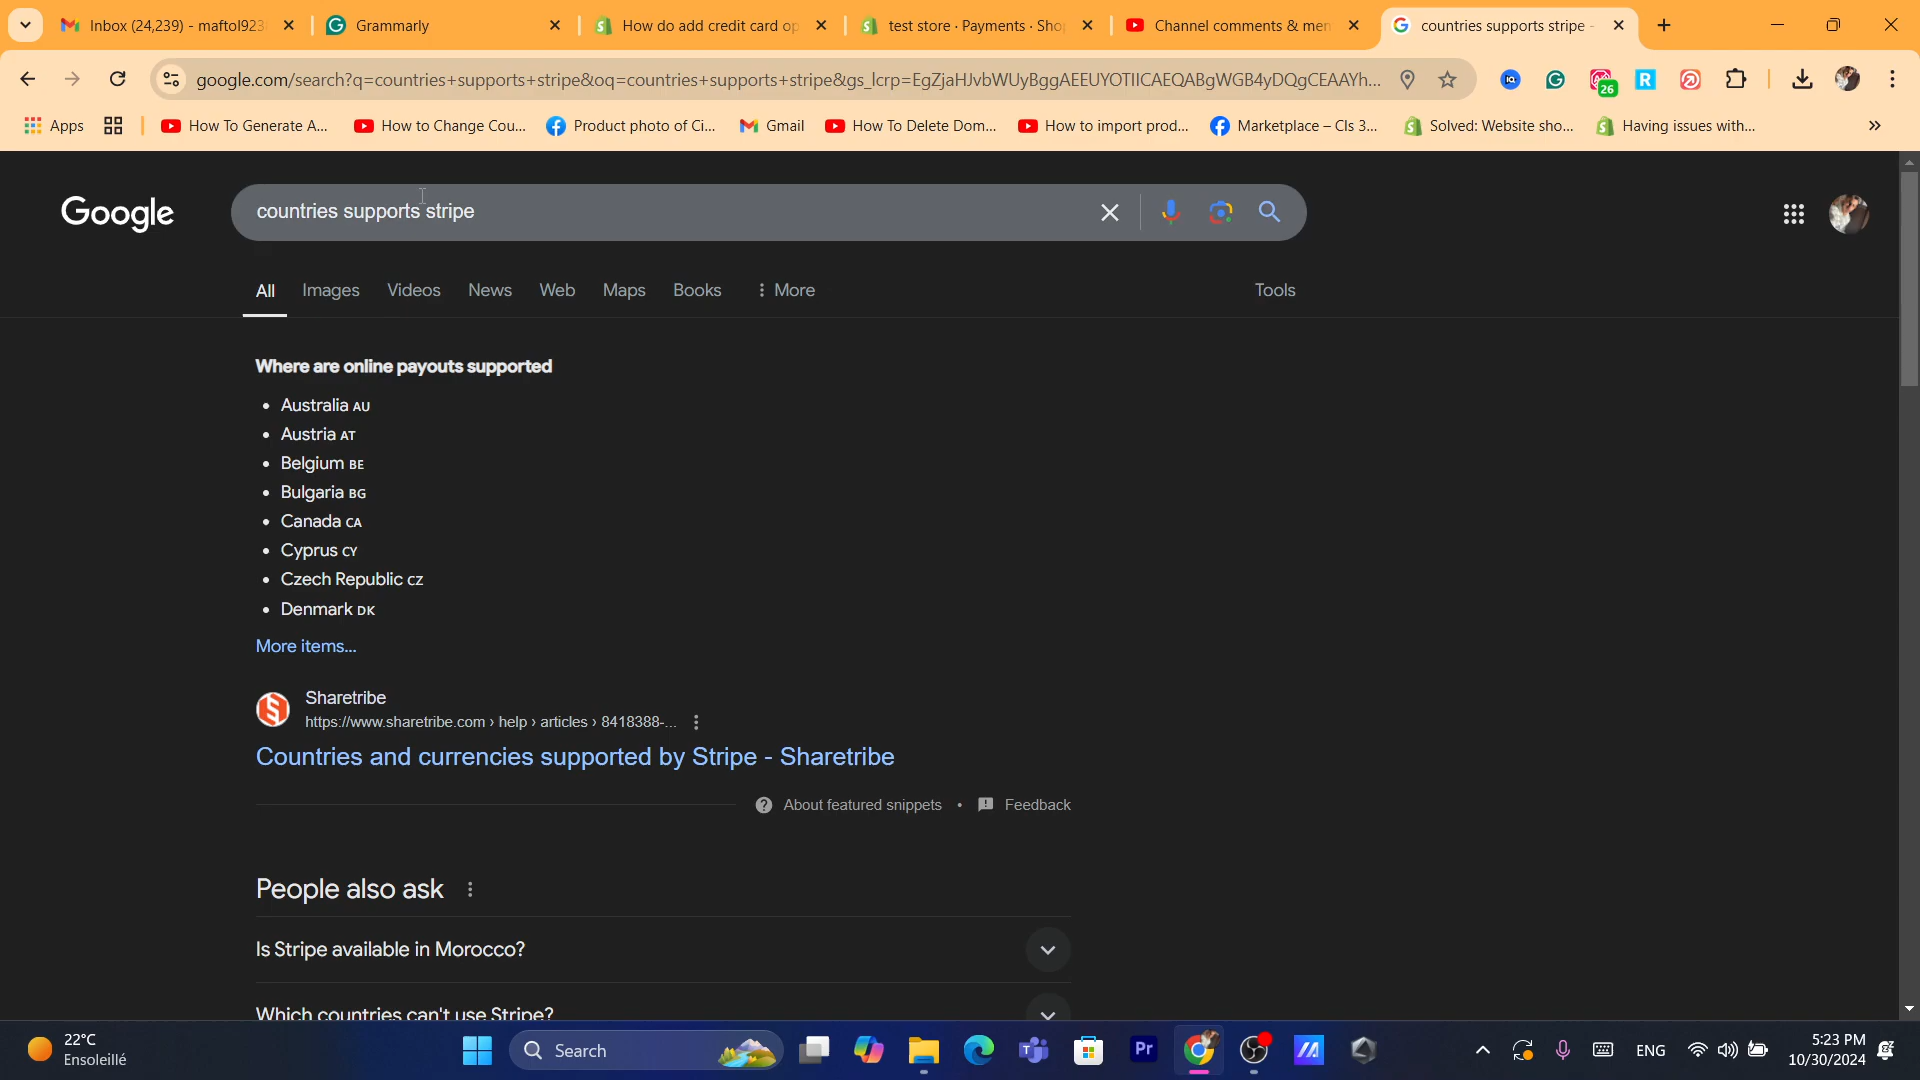 Inbox (24,239) - maftol923
Grammarly
How do add credit card op
test store · Payments · Sho
Channel comments & men
countries supports stripe -
google.com/search?q=countries+supports+stripe&oq=countries+supports+stripe&gs_lcrp=EgZjaHJvbWUyBggAEEUYOTIICAEQABgWGB4yDQgCEAAYh...
26
Apps
How To Generate A...
How to Change Cou...
Product photo of Ci...
Gmail
How To Delete Dom...
How to import prod...
Marketplace – Cls 3...
Solved: Website sho...
Having issues with...
Google
countries supports stripe
All
Images
Videos
News
Web
Maps
Books
More
Tools
Where are online payouts supported
• Australia AU
• Austria AT
• Belgium BE
• Bulgaria BG
• Canada CA
• Cyprus CY
• Czech Republic CZ
• Denmark DK
More items...
Sharetribe
https://www.sharetribe.com › help › articles › 8418388-...
Countries and currencies supported by Stripe - Sharetribe
About featured snippets
• Feedback
People also ask
Is Stripe available in Morocco?
Which countries can't use Stripe?
22°C
Ensoleillé
Search
Pr
ENG
5:23 PM
10/30/2024